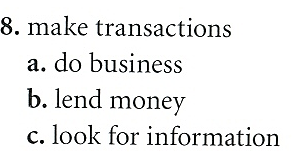 8. make transactions
a. do business
b. lend money
c. look for information